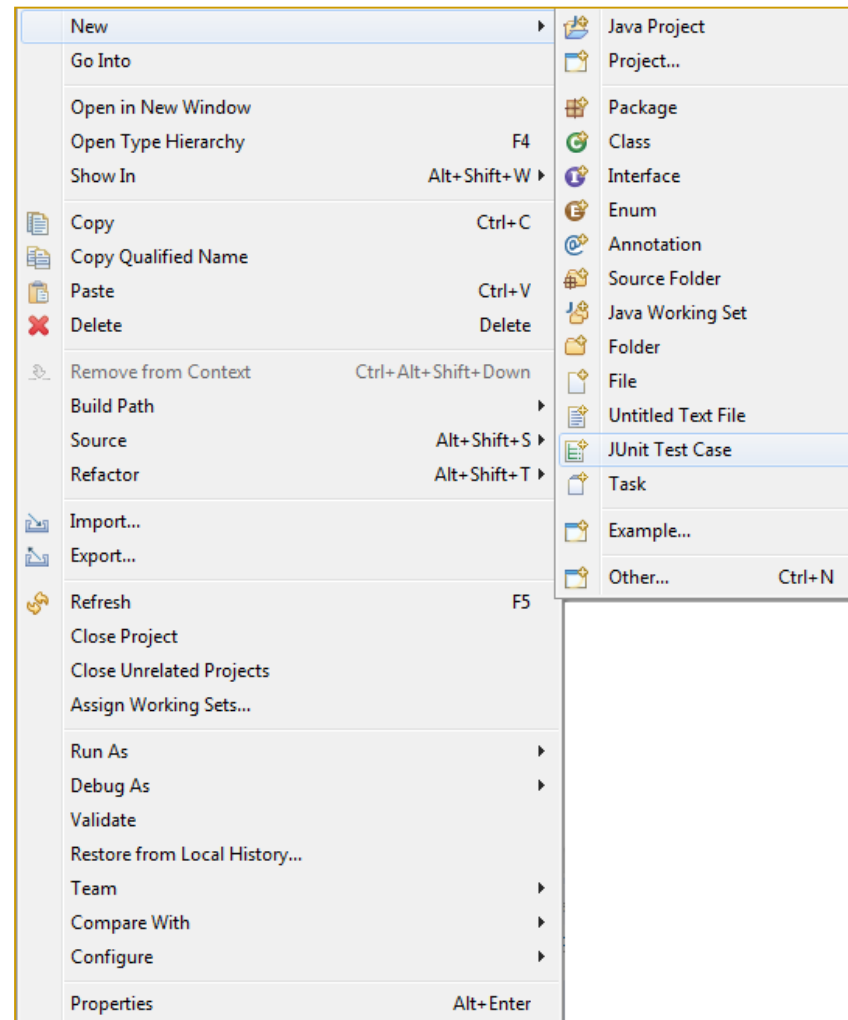 New
Go Into
Open in New Window
Open Type Hierarchy F4
Show In Alt+Shift+W
Copy Ctrl+C
Copy Qualified Name
Paste Ctrl+V
Delete Delete
Remove from Context Ctrl+Alt+Shift+Down
Build Path
Source Alt+Shift+S
Refactor Alt+Shift+T
Import...
Export...
Refresh F5
Close Project
Close Unrelated Projects
Assign Working Sets...
Run As
Debug As
Validate
Restore from Local History...
Team
Compare With
Configure
Properties Alt+Enter
Java Project
Project...
Package
Class
Interface
Enum
Annotation
Source Folder
Java Working Set
Folder
File
Untitled Text File
JUnit Test Case
Task
Example...
Other... Ctrl+N